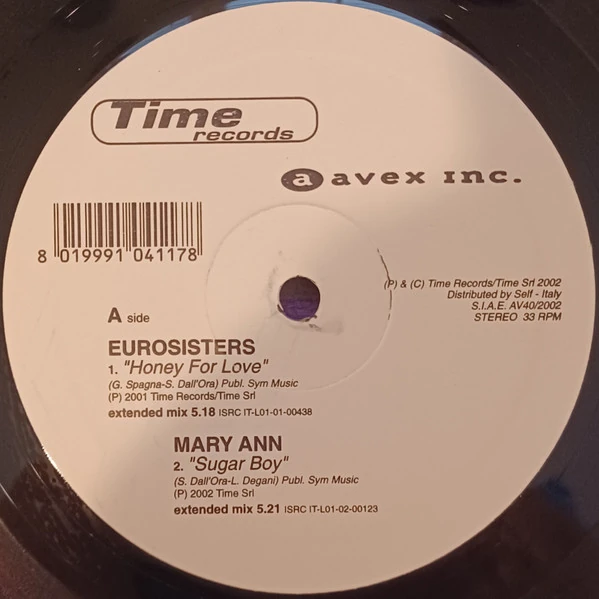 Time
records
a avex inc.
8 019991 041178
(P) & (C) Time Records/Time Srl 2002
Distributed by Self - Italy
S.I.A.E. AV40/2002
STEREO 33 RPM
A side
EUROSISTERS
1. "Honey For Love"
(G. Spagna-S. Dall'Ora) Publ. Sym Music
(P) 2001 Time Records/Time Srl
extended mix 5.18 ISRC IT-L01-01-00438
MARY ANN
2. "Sugar Boy"
(S. Dall'Ora-L. Degani) Publ. Sym Music
(P) 2002 Time Srl
extended mix 5.21 ISRC IT-L01-02-00123